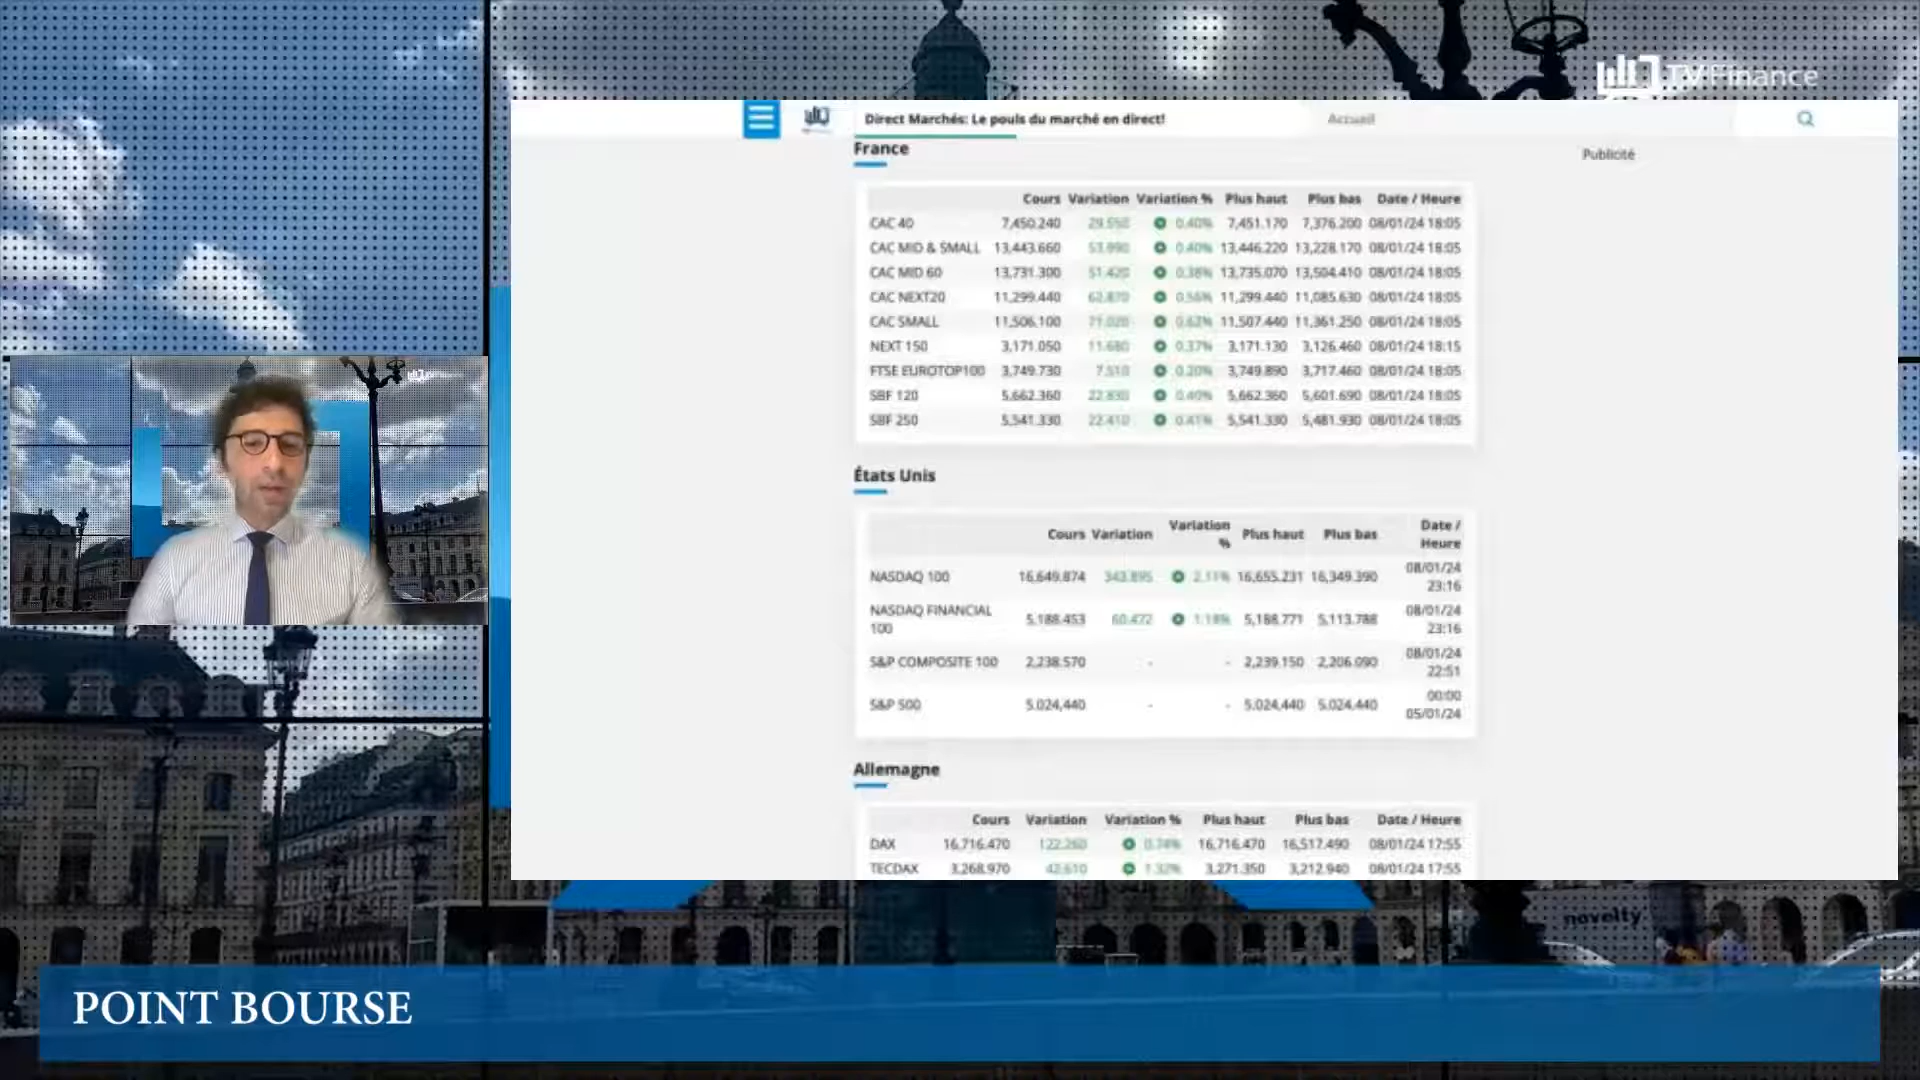 TV Finance
Direct Marchés: Le pouls du marché en direct!
Accueil
France
Publicité
Cours Variation Variation % Plus haut Plus bas Date / Heure
CAC 40 7,450.240 29.550 0.40% 7,451.170 7,376.200 08/01/24 18:05
CAC MID & SMALL 13,443.660 53.990 0.40% 13,446.220 13,228.170 08/01/24 18:05
CAC MID 60 13,731.300 51.420 0.38% 13,735.070 13,504.410 08/01/24 18:05
CAC NEXT20 11,299.440 62.870 0.56% 11,299.440 11,085.630 08/01/24 18:05
CAC SMALL 11,506.100 71.020 0.62% 11,507.440 11,361.250 08/01/24 18:05
NEXT 150 3,171.050 11.680 0.37% 3,171.130 3,126.460 08/01/24 18:15
FTSE EUROTOP100 3,749.730 7.510 0.20% 3,749.890 3,717.460 08/01/24 18:05
SBF 120 5,662.360 22.830 0.40% 5,662.360 5,601.690 08/01/24 18:05
SBF 250 5,541.330 22.410 0.41% 5,541.330 5,481.930 08/01/24 18:05
États Unis
Cours Variation Variation % Plus haut Plus bas Date / Heure
NASDAQ 100 16,649.874 343.895 2.11% 16,655.231 16,349.390 08/01/24 23:16
NASDAQ FINANCIAL 100 5,188.453 60.472 1.18% 5,188.771 5,113.788 08/01/24 23:16
S&P COMPOSITE 100 2,238.570 - - 2,239.150 2,206.090 08/01/24 22:51
S&P 500 5.024,440 - - 5.024,440 5.024,440 00:00 05/01/24
Allemagne
Cours Variation Variation % Plus haut Plus bas Date / Heure
DAX 16,716.470 122.260 0.74% 16,716.470 16,517.490 08/01/24 17:55
TECDAX 3,268.970 42.610 1.32% 3,271.350 3,212.940 08/01/24 17:55
novelty
POINT BOURSE